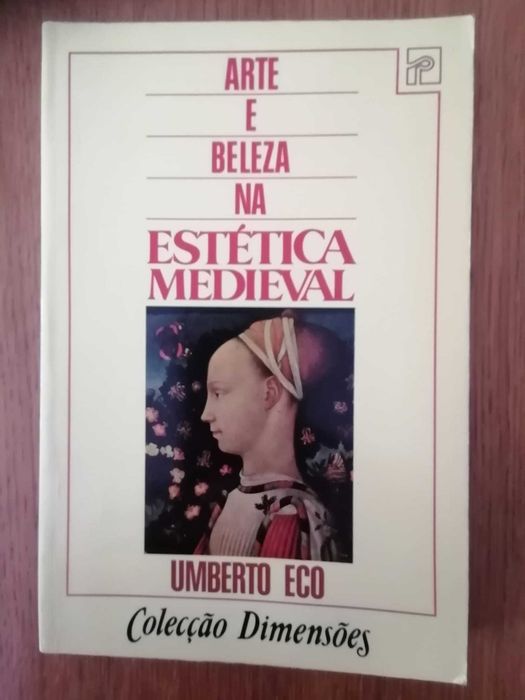 ARTE
E
BELEZA
NA
ESTÉTICA
MEDIEVAL
UMBERTO ECO
Colecção Dimensões